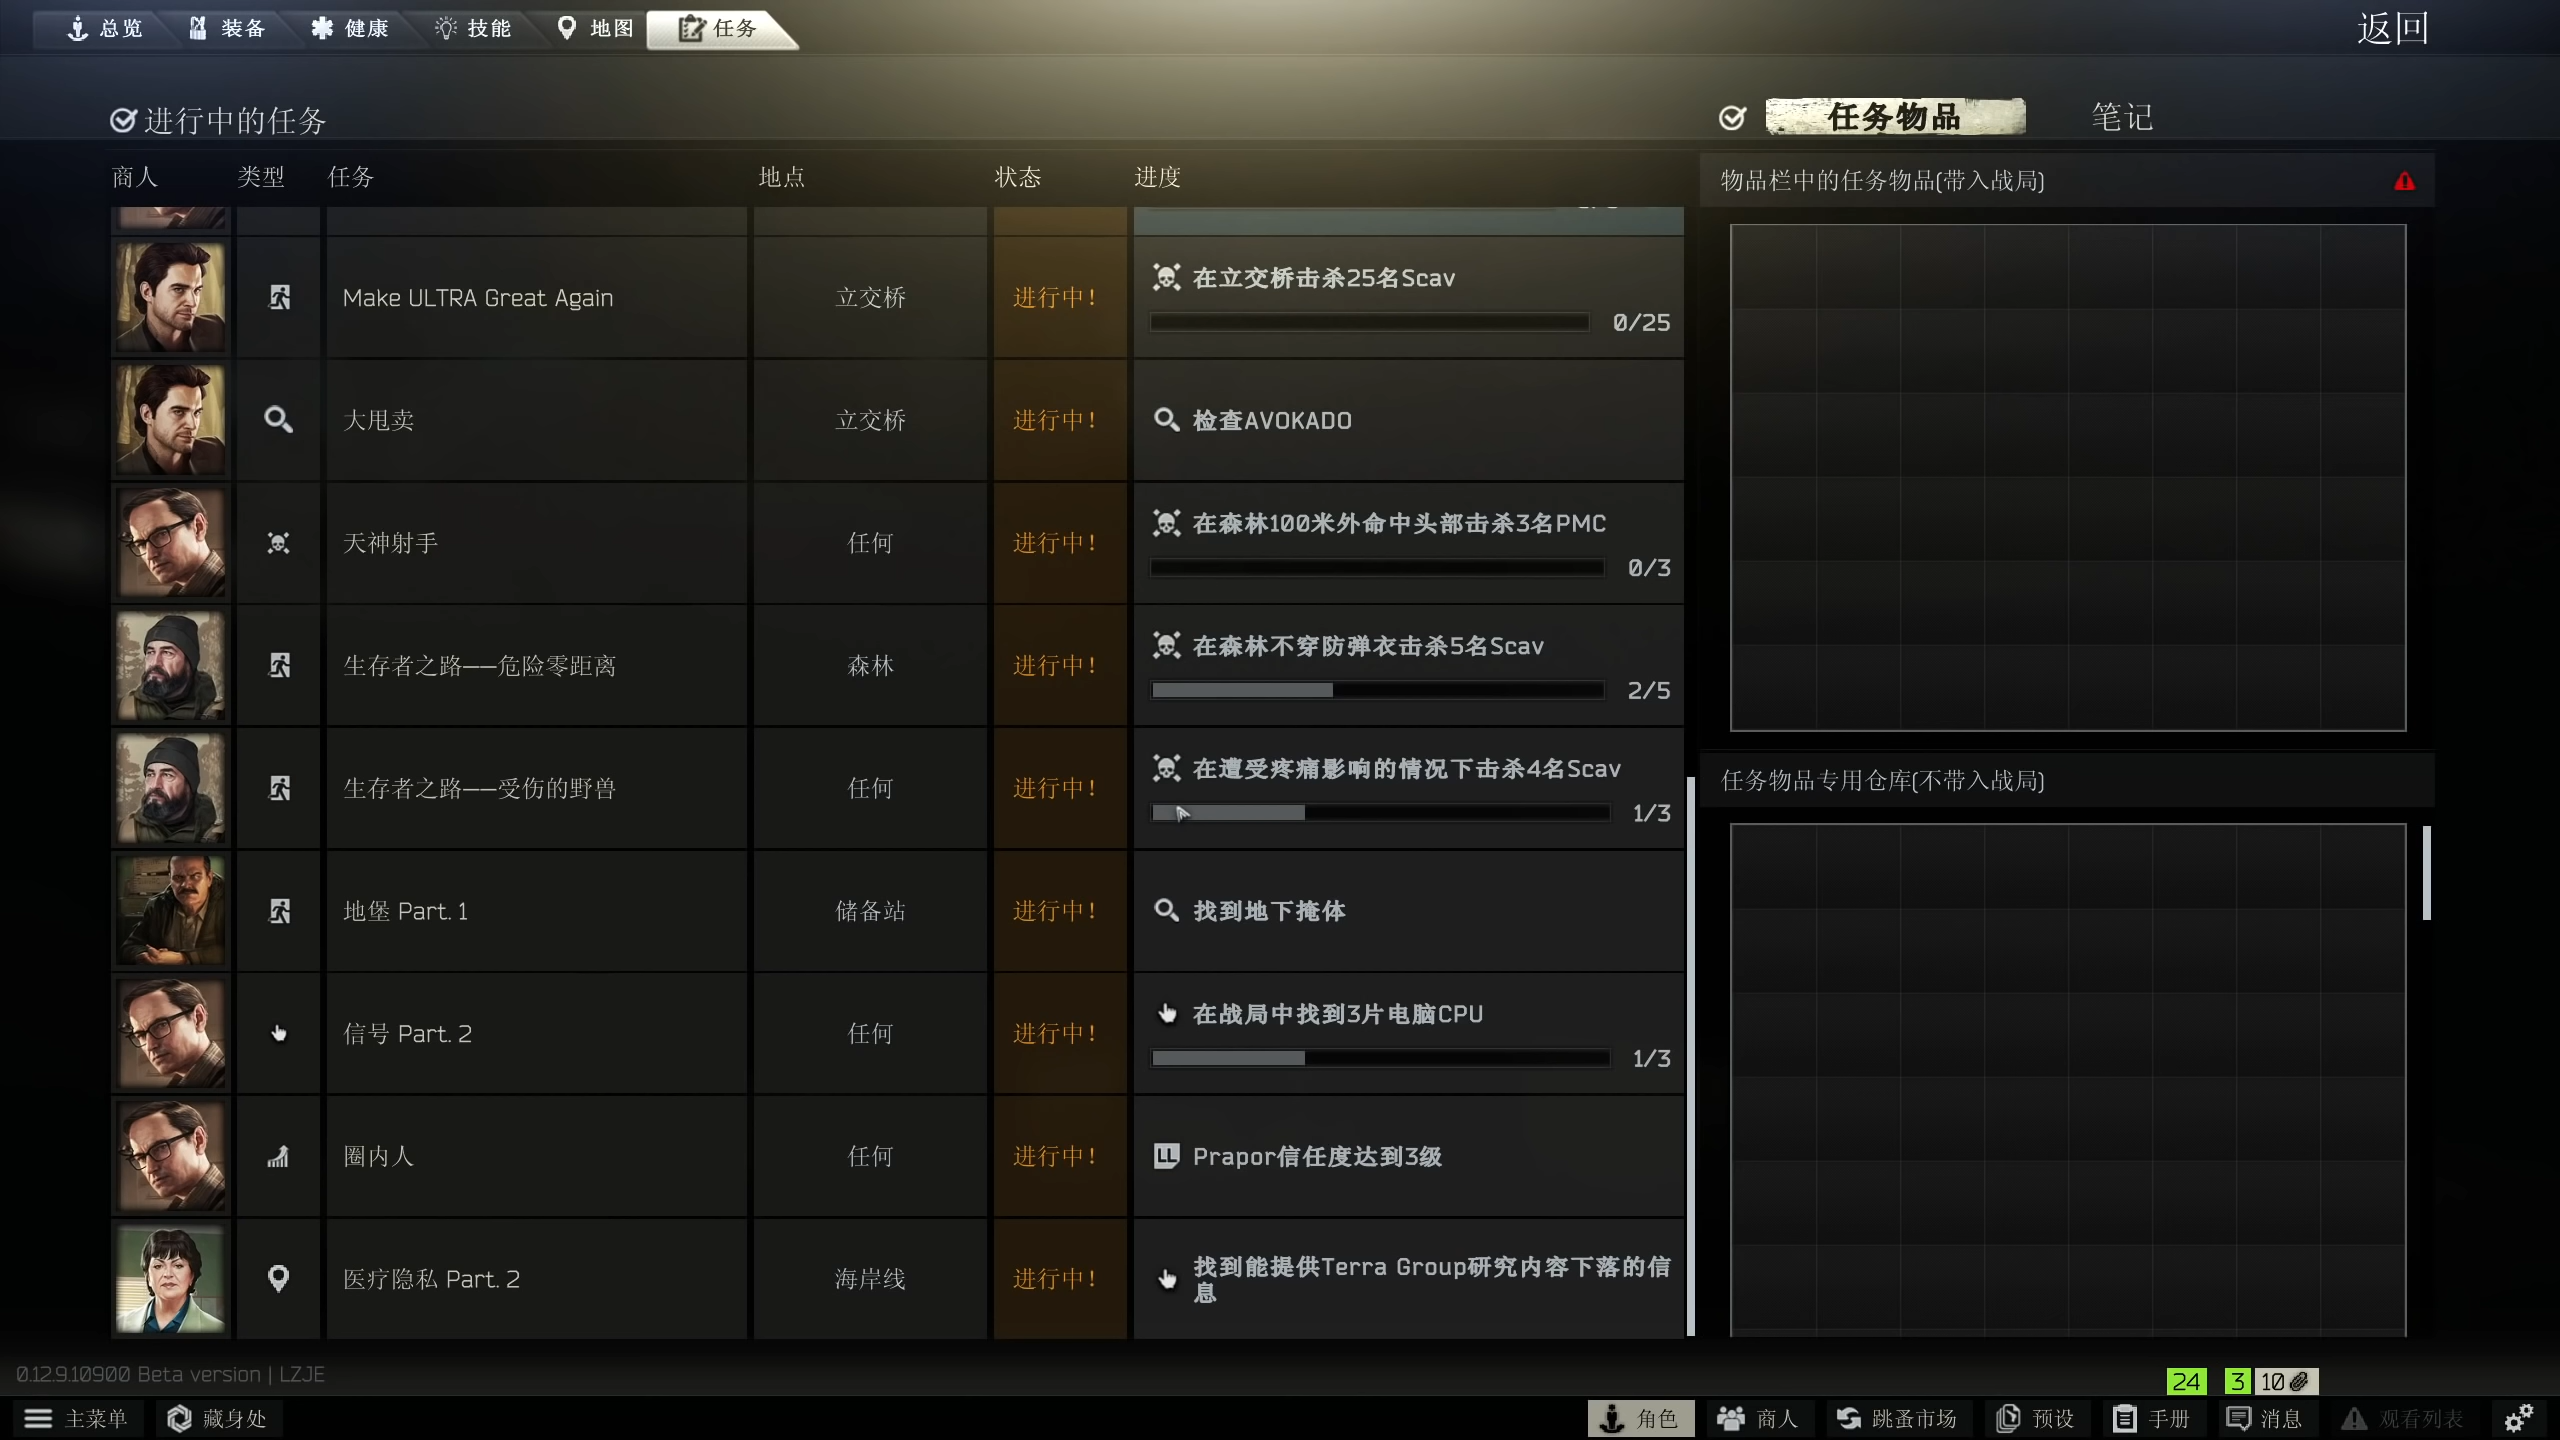 总览 装备 健康 技能 地图 任务 返回
进行中的任务
任务物品 笔记
商人 类型 任务 地点 状态 进度
物品栏中的任务物品(带入战局)
Make ULTRA Great Again 立交桥 进行中! 在立交桥击杀25名Scav
0/25
大甩卖 立交桥 进行中! 检查AVOKADO
天神射手 任何 进行中! 在森林100米外命中头部击杀3名PMC
0/3
生存者之路——危险零距离 森林 进行中! 在森林不穿防弹衣击杀5名Scav
2/5
生存者之路——受伤的野兽 任何 进行中! 在遭受疼痛影响的情况下击杀4名Scav
1/3
任务物品专用仓库(不带入战局)
地堡 Part. 1 储备站 进行中! 找到地下掩体
信号 Part. 2 任何 进行中! 在战局中找到3片电脑CPU
1/3
圈内人 任何 进行中! LL Prapor信任度达到3级
医疗隐私 Part. 2 海岸线 进行中! 找到能提供Terra Group研究内容下落的信
息
0.12.9.10900 Beta version | LZJE
24 3 10
主菜单 藏身处 角色 商人 跳蚤市场 预设 手册 消息 观看列表